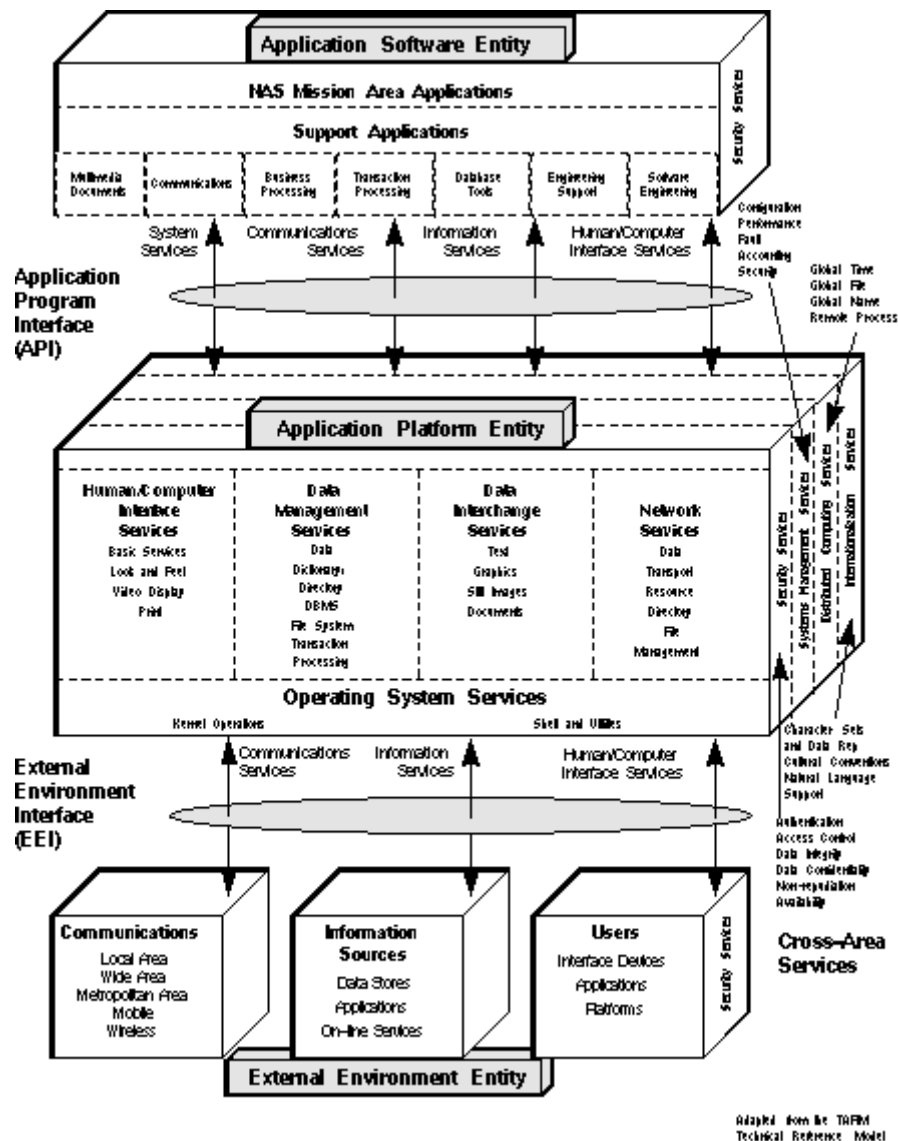 Application Software Entity
NAS Mission Area Applications
Support Applications
Multimedia
Documents
Communications
Business
Processing
Transaction
Processing
Database
Tools
Engineering
Support
Software
Engineering
Security Services
System
Services
Communications
Services
Information
Services
Human/Computer
Interface Services
Configuration
Performance
Fault
Accounting
Security
Global Time
Global File
Global Name
Remote Process
Application
Program
Interface
(API)
Application Platform Entity
Human/Computer
Interface
Services
Basic Services
Look and Feel
Video Display
Print
Data
Management
Services
Data
Dictionary
Directory
DBMS
File System
Transaction
Processing
Data
Interchange
Services
Text
Graphics
Still Images
Documents
Network
Services
Data
Transport
Resource
Directory
File
Management
Security Services
Systems Management Services
Distributed Computing Services
Internationalization Services
Operating System Services
Kernel Operations
Shell and Utilities
Communications
Services
Information
Services
Human/Computer
Interface Services
Character Sets
and Data Rep
Cultural Conventions
Natural Language
Support
External
Environment
Interface
(EEI)
Authentication
Access Control
Data Integrity
Data Confidentiality
Non-repudiation
Availability
Cross-Area
Services
Communications
Local Area
Wide Area
Metropolitan Area
Mobile
Wireless
Information
Sources
Data Stores
Applications
On-line Services
Users
Interface Devices
Applications
Platforms
Security Services
External Environment Entity
Adapted from the TAFIM
Technical Reference Model